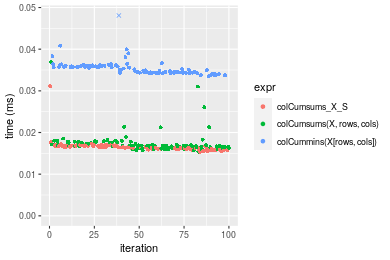 0.05
0.04
0.03
0.02
0.01
0.00
time (ms)
0
25
50
75
100
iteration
expr
colCumsums_X_S
colCumsums(X, rows, cols)
colCummins(X[rows, cols])